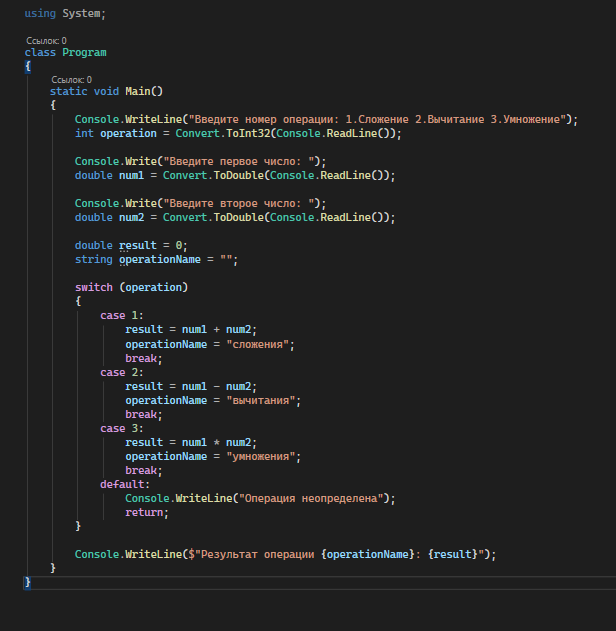 using System;
Ссылок: 0
class Program
{
Ссылок: 0
static void Main()
{
Console.WriteLine("Введите номер операции: 1.Сложение 2.Вычитание 3.Умножение");
int operation = Convert.ToInt32(Console.ReadLine());
Console.Write("Введите первое число: ");
double num1 = Convert.ToDouble(Console.ReadLine());
Console.Write("Введите второе число: ");
double num2 = Convert.ToDouble(Console.ReadLine());
double result = 0;
string operationName = "";
switch (operation)
{
case 1:
result = num1 + num2;
operationName = "сложения";
break;
case 2:
result = num1 - num2;
operationName = "вычитания";
break;
case 3:
result = num1 * num2;
operationName = "умножения";
break;
default:
Console.WriteLine("Операция неопределена");
return;
}
Console.WriteLine($"Результат операции {operationName}: {result}");
}
}